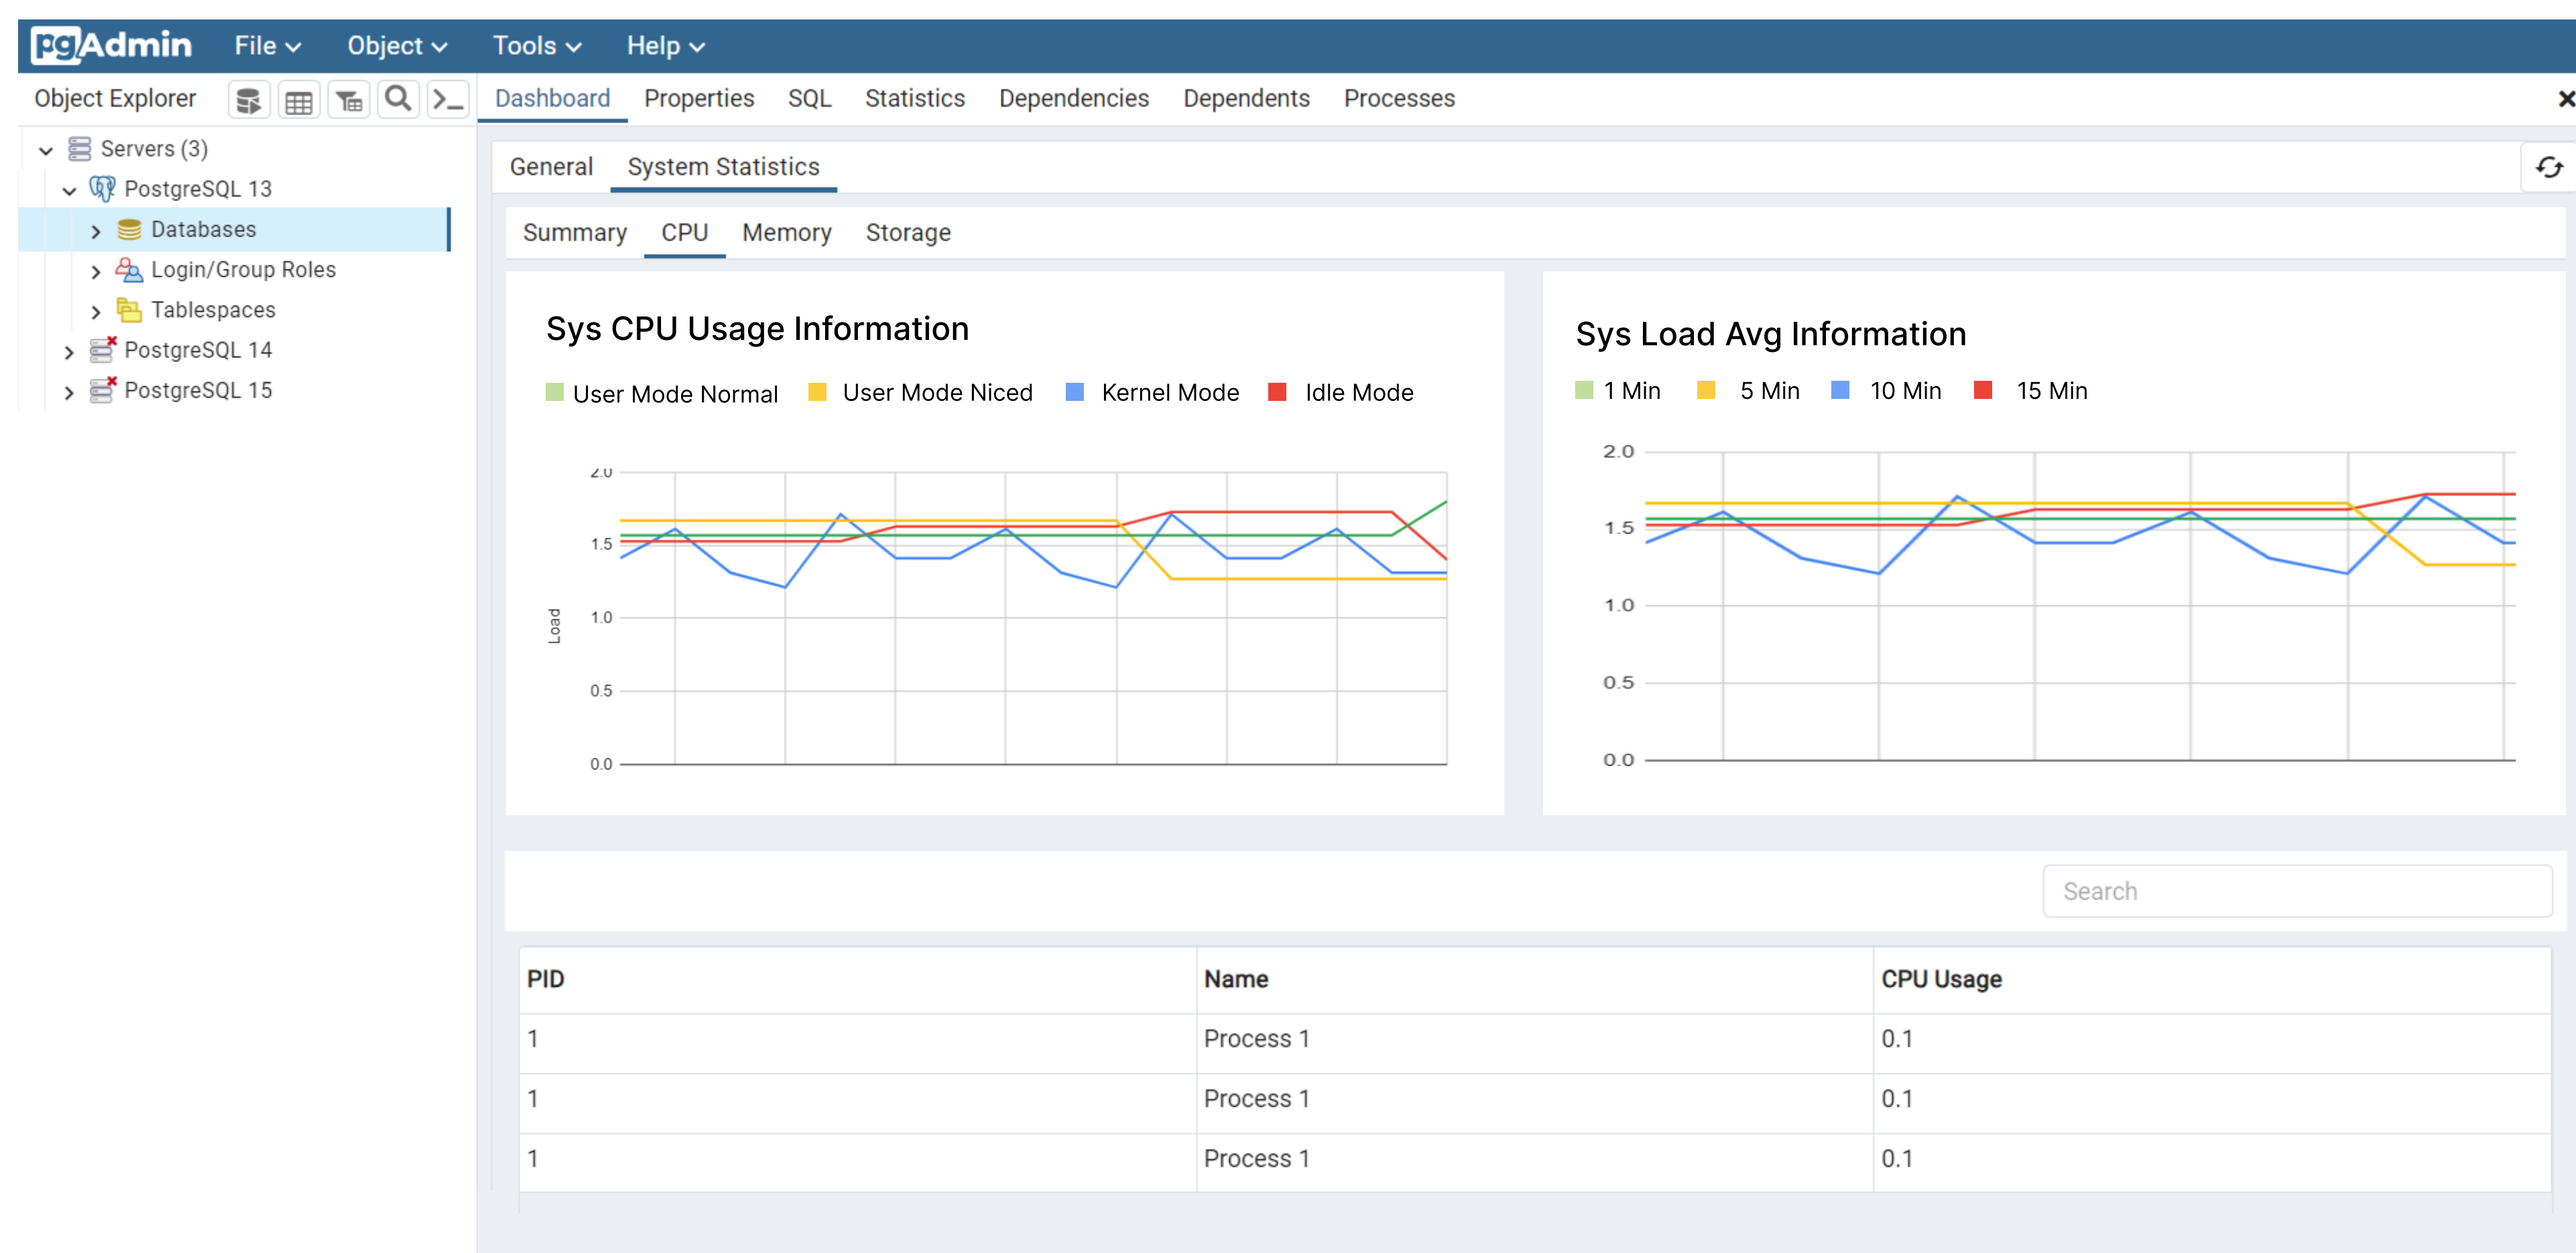 pgAdmin File Object Tools Help
Object Explorer
Dashboard Properties SQL Statistics Dependencies Dependents Processes
Servers (3)
PostgreSQL 13
Databases
Login/Group Roles
Tablespaces
PostgreSQL 14
PostgreSQL 15
General System Statistics
Summary CPU Memory Storage
Sys CPU Usage Information
User Mode Normal User Mode Niced Kernel Mode Idle Mode
2.0
1.5
1.0
0.5
0.0
Load
Sys Load Avg Information
1 Min 5 Min 10 Min 15 Min
2.0
1.5
1.0
0.5
0.0
Search
PID Name CPU Usage
1 Process 1 0.1
1 Process 1 0.1
1 Process 1 0.1